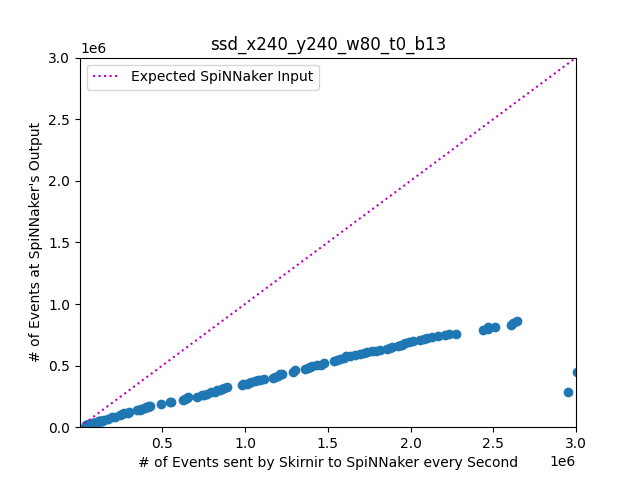 ssd_x240_y240_w80_t0_b13
1e6
Expected SpiNNaker Input
3.0
2.5
2.0
1.5
1.0
0.5
0.0
# of Events at SpiNNaker's Output
0.5 1.0 1.5 2.0 2.5 3.0
# of Events sent by Skirnir to SpiNNaker every Second
1e6